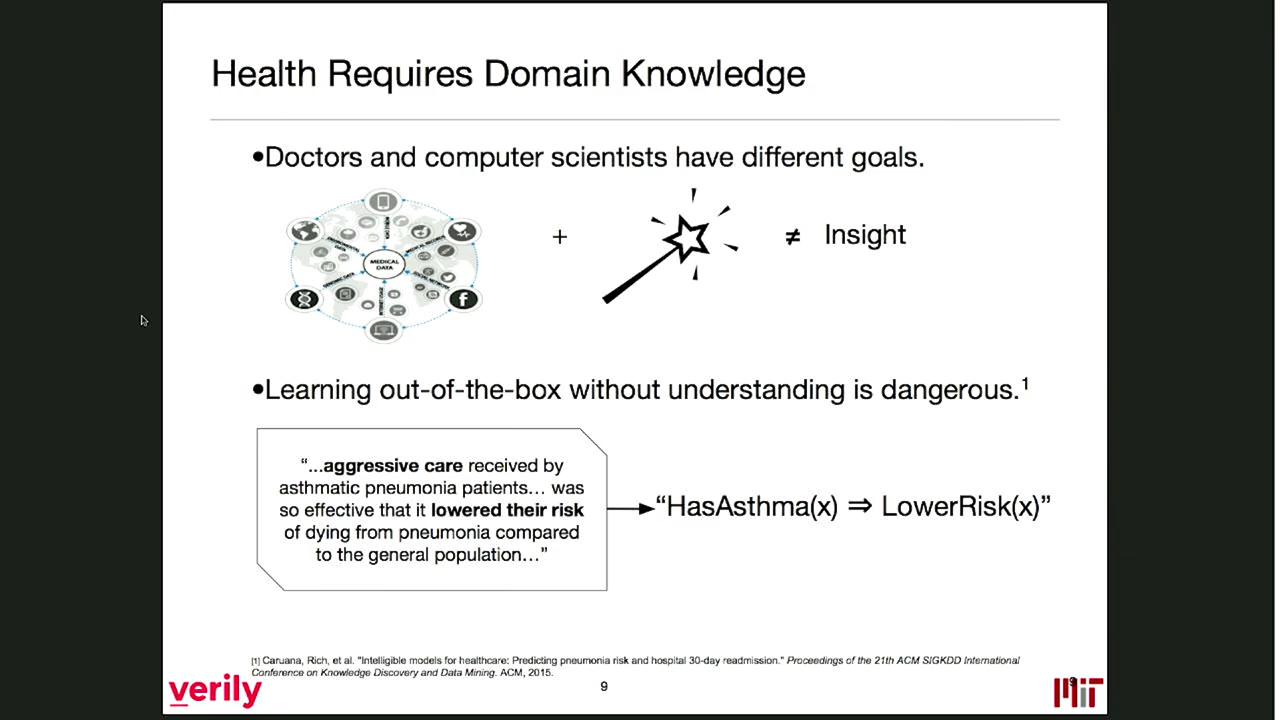 Health Requires Domain Knowledge
•Doctors and computer scientists have different goals.
MEDICAL
DATA
+
≠ Insight
•Learning out-of-the-box without understanding is dangerous.¹
“...aggressive care received by
asthmatic pneumonia patients… was
so effective that it lowered their risk
of dying from pneumonia compared
to the general population…”
“HasAsthma(x) ⇒ LowerRisk(x)”
[1] Caruana, Rich, et al. "Intelligible models for healthcare: Predicting pneumonia risk and hospital 30-day readmission." Proceedings of the 21th ACM SIGKDD International
Conference on Knowledge Discovery and Data Mining. ACM, 2015.
verily
9
MIT
9